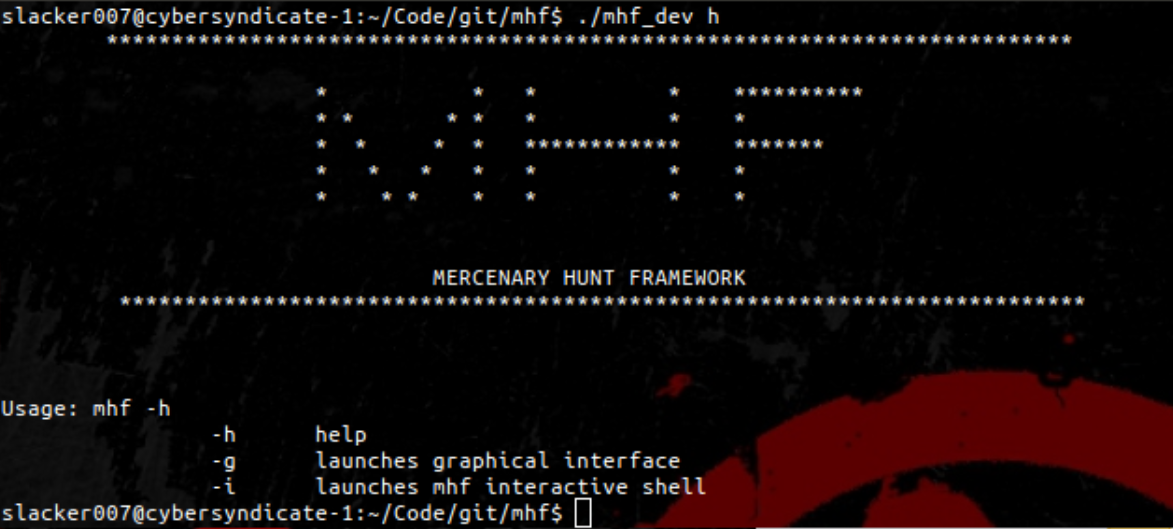 slacker007@cybersyndicate-1:~/Code/git/mhf$ ./mhf_dev h
**************************************************************************
*           *   *          *    **********
* *       * *   *          *    *
*  *     *  *   ************    *******
*   *   *   *   *          *    *
*    * *    *   *          *    *
MERCENARY HUNT FRAMEWORK
**************************************************************************
Usage: mhf -h
-h      help
-g      launches graphical interface
-i      launches mhf interactive shell
slacker007@cybersyndicate-1:~/Code/git/mhf$